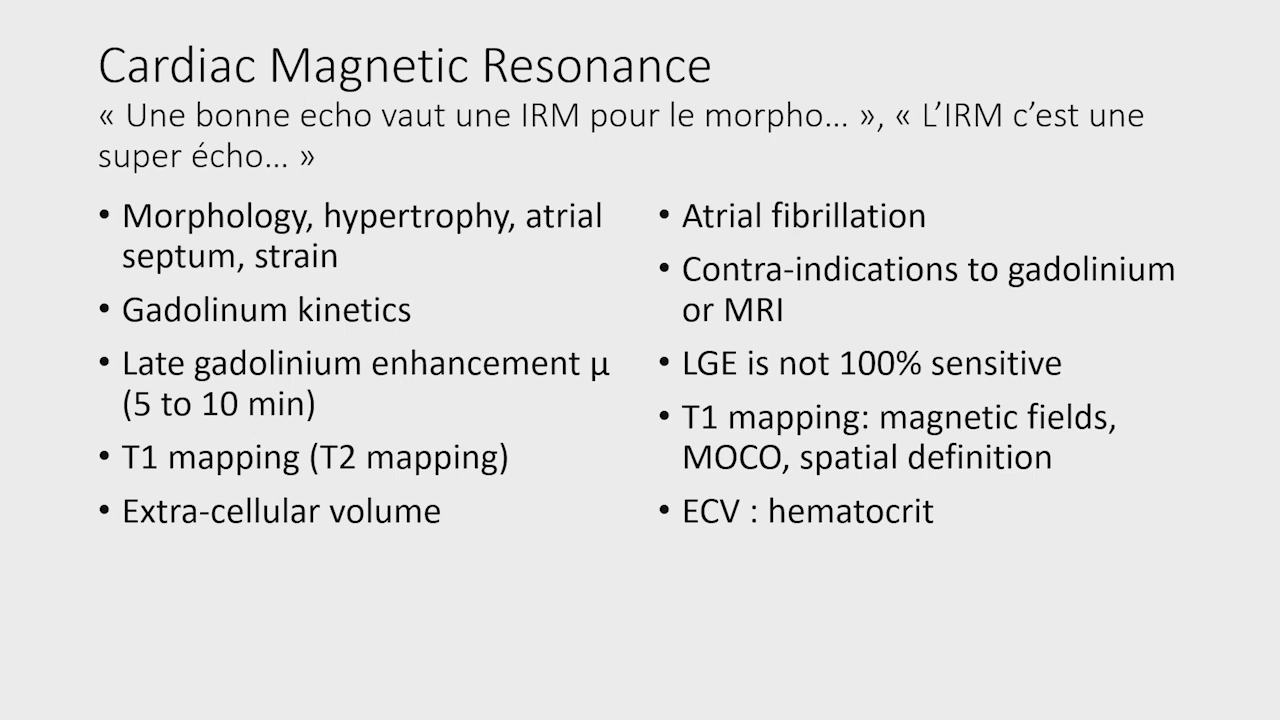 Cardiac Magnetic Resonance
« Une bonne echo vaut une IRM pour le morpho... », « L’IRM c’est une
super écho... »
• Morphology, hypertrophy, atrial
septum, strain
• Gadolinum kinetics
• Late gadolinium enhancement µ
(5 to 10 min)
• T1 mapping (T2 mapping)
• Extra-cellular volume
• Atrial fibrillation
• Contra-indications to gadolinium
or MRI
• LGE is not 100% sensitive
• T1 mapping: magnetic fields,
MOCO, spatial definition
• ECV : hematocrit